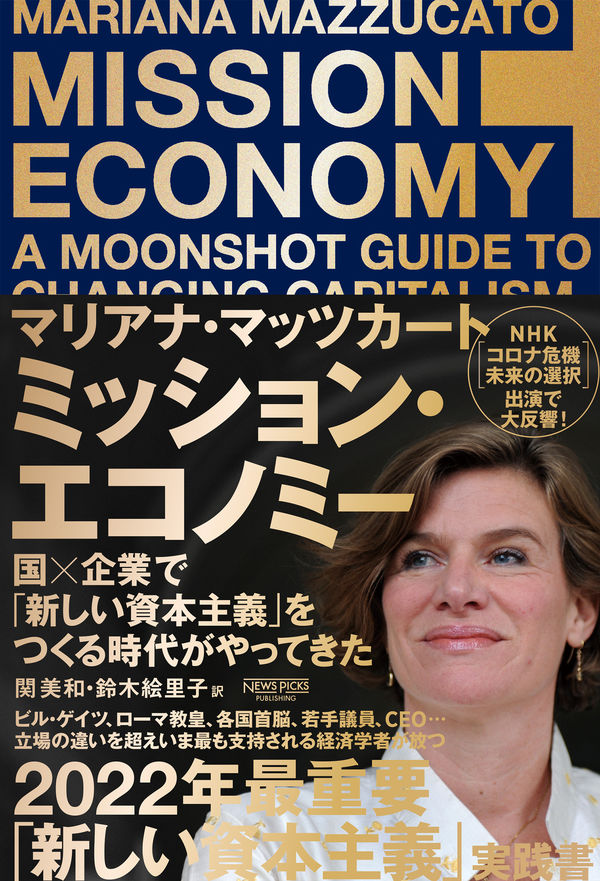 MARIANA MAZZUCATO
MISSION
ECONOMY
A MOONSHOT GUIDE TO
CHANGING CAPITALISM
マリアナ・マッツカート
ミッション・
エコノミー
NHK
[コロナ危機
未来の選択]
出演で
大反響!
国×企業で
「新しい資本主義」を
つくる時代がやってきた
関美和・鈴木絵里子 訳
NEWS PICKS
PUBLISHING
ビル・ゲイツ、ローマ教皇、各国首脳、若手議員、CEO…
立場の違いを超えいま最も支持される経済学者が放つ
2022年最重要
「新しい資本主義」実践書